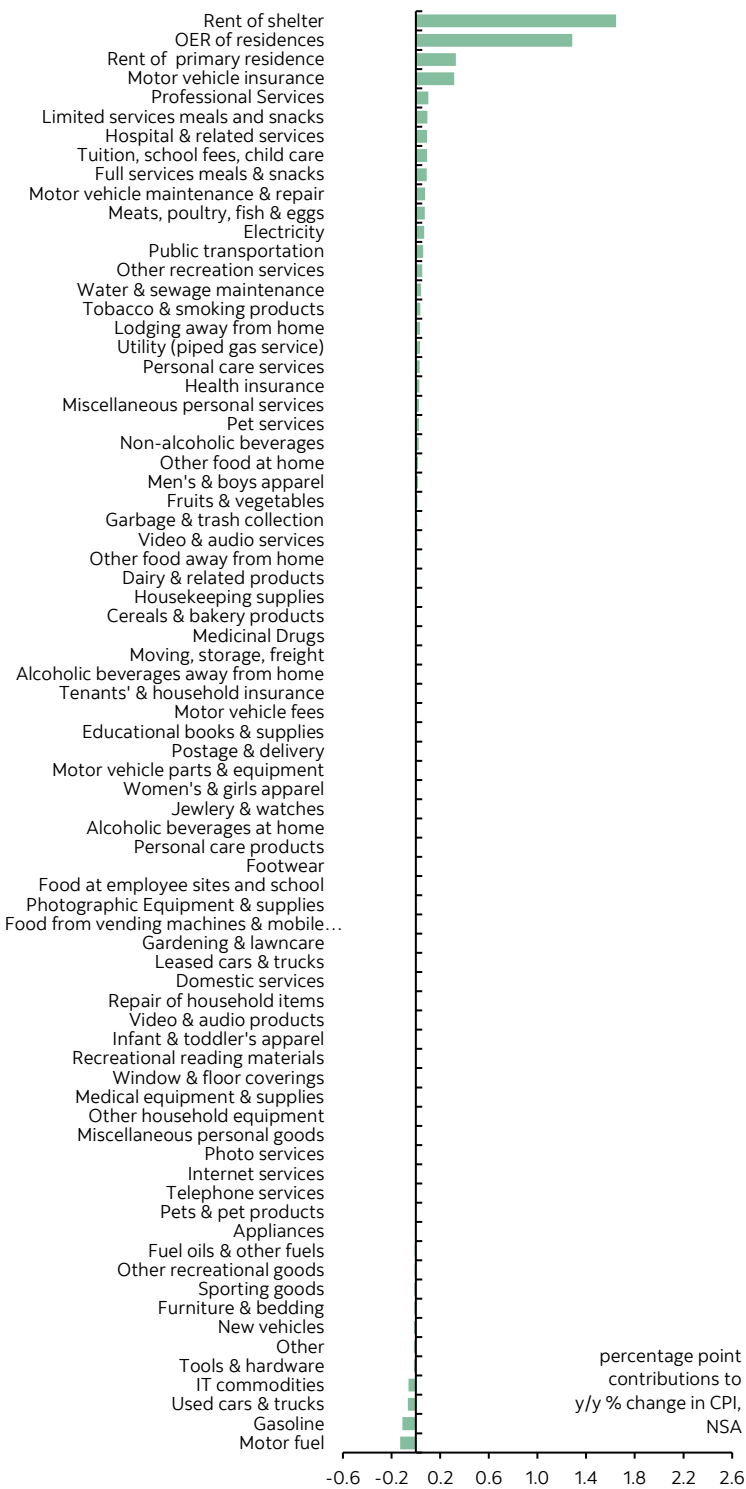 Rent of shelter
OER of residences
Rent of  primary residence
Motor vehicle insurance
Professional Services
Limited services meals and snacks
Hospital & related services
Tuition, school fees, child care
Full services meals & snacks
Motor vehicle maintenance & repair
Meats, poultry, fish & eggs
Electricity
Public transportation
Other recreation services
Water & sewage maintenance
Tobacco & smoking products
Lodging away from home
Utility (piped gas service)
Personal care services
Health insurance
Miscellaneous personal services
Pet services
Non-alcoholic beverages
Other food at home
Men's & boys apparel
Fruits & vegetables
Garbage & trash collection
Video & audio services
Other food away from home
Dairy & related products
Housekeeping supplies
Cereals & bakery products
Medicinal Drugs
Moving, storage, freight
Alcoholic beverages away from home
Tenants' & household insurance
Motor vehicle fees
Educational books & supplies
Postage & delivery
Motor vehicle parts & equipment
Women's & girls apparel
Jewlery & watches
Alcoholic beverages at home
Personal care products
Footwear
Food at employee sites and school
Photographic Equipment & supplies
Food from vending machines & mobile…
Gardening & lawncare
Leased cars & trucks
Domestic services
Repair of household items
Video & audio products
Infant & toddler's apparel
Recreational reading materials
Window & floor coverings
Medical equipment & supplies
Other household equipment
Miscellaneous personal goods
Photo services
Internet services
Telephone services
Pets & pet products
Appliances
Fuel oils & other fuels
Other recreational goods
Sporting goods
Furniture & bedding
New vehicles
Other
Tools & hardware
IT commodities
Used cars & trucks
Gasoline
Motor fuel
percentage point
contributions to
y/y % change in CPI,
NSA
-0.6 -0.2 0.2 0.6 1.0 1.4 1.8 2.2 2.6